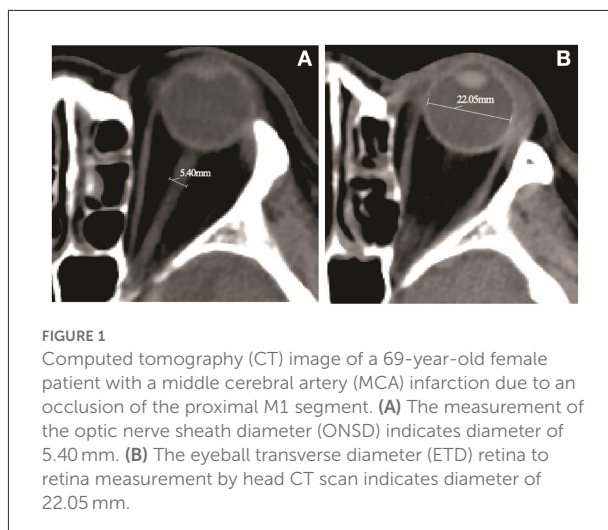 A
B
5.40mm
22.05mm
FIGURE 1
Computed tomography (CT) image of a 69-year-old female
patient with a middle cerebral artery (MCA) infarction due to an
occlusion of the proximal M1 segment. (A) The measurement of
the optic nerve sheath diameter (ONSD) indicates diameter of
5.40 mm. (B) The eyeball transverse diameter (ETD) retina to
retina measurement by head CT scan indicates diameter of
22.05 mm.